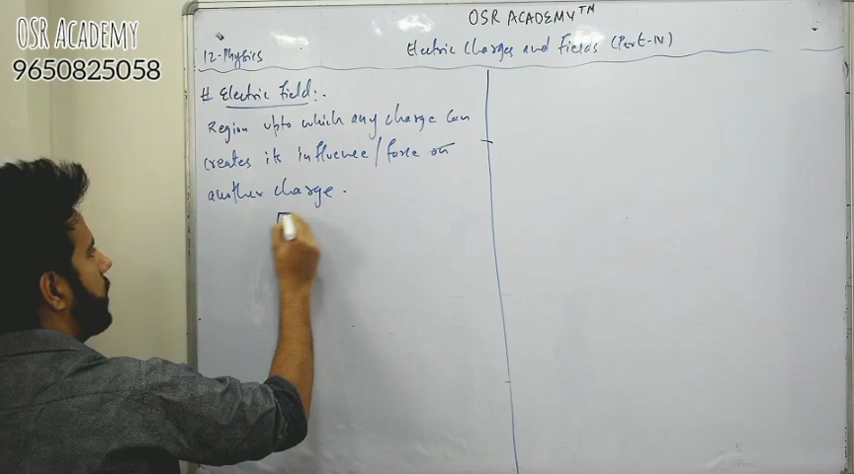 OSR ACADEMY
9650825058
OSR ACADEMY™
12-Physics
Electric Charges and Fields (Part-IV)
# Electric Field:-
Region upto which any charge can
creates its influence/force on
another charge.